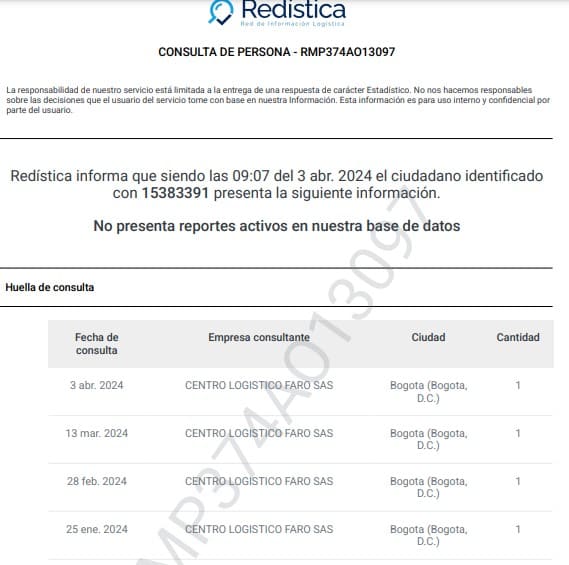 Redística
Red de Información Logística
CONSULTA DE PERSONA - RMP374AO13097
La responsabilidad de nuestro servicio está limitada a la entrega de una respuesta de carácter Estadístico. No nos hacemos responsables
sobre las decisiones que el usuario del servicio tome con base en nuestra Información. Esta información es para uso interno y confidencial por
parte del usuario.
Redística informa que siendo las 09:07 del 3 abr. 2024 el ciudadano identificado
con 15383391 presenta la siguiente información.
No presenta reportes activos en nuestra base de datos
Huella de consulta
Fecha de consulta Empresa consultante Ciudad Cantidad
3 abr. 2024 CENTRO LOGISTICO FARO SAS Bogota (Bogota, D.C.) 1
13 mar. 2024 CENTRO LOGISTICO FARO SAS Bogota (Bogota, D.C.) 1
28 feb. 2024 CENTRO LOGISTICO FARO SAS Bogota (Bogota, D.C.) 1
25 ene. 2024 CENTRO LOGISTICO FARO SAS Bogota (Bogota, D.C.) 1
MP374AO13097